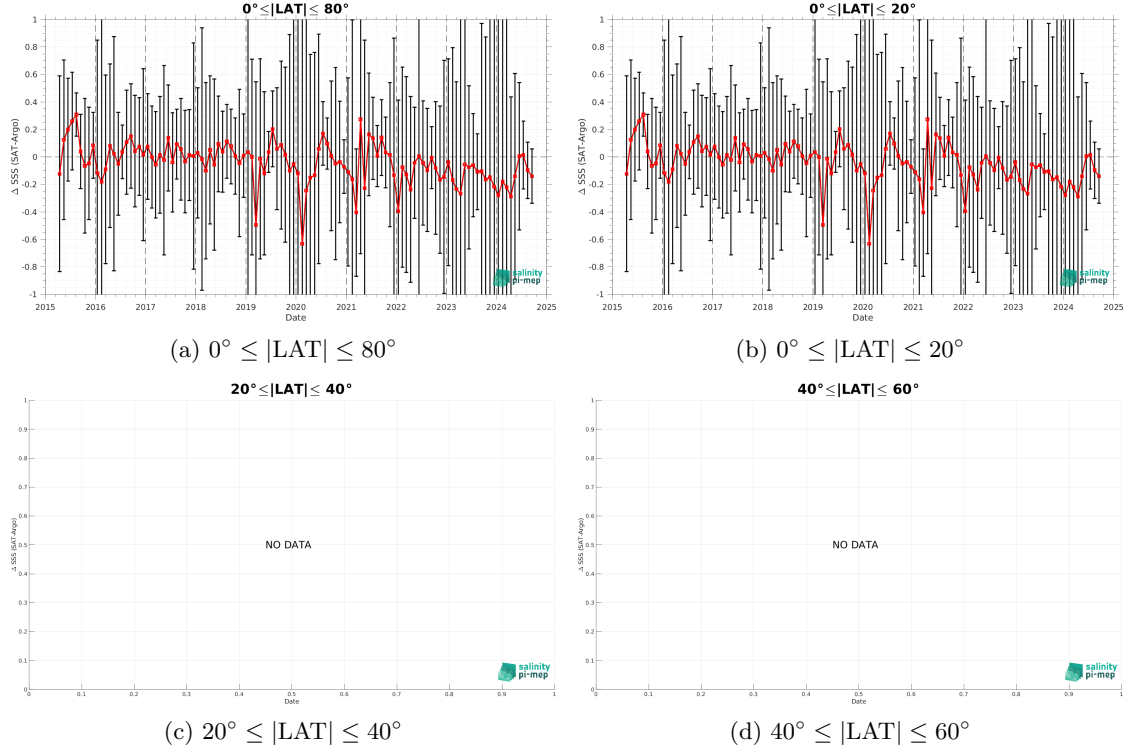 0°≤|LAT|≤ 80°
Δ SSS (SAT-Argo)
1
0.8
0.6
0.4
0.2
0
-0.2
-0.4
-0.6
-0.8
-1
2015 2016 2017 2018 2019 2020 2021 2022 2023 2024 2025
Date
salinity
pi-mep
(a) 0° ≤ |LAT| ≤ 80°
0°≤|LAT|≤ 20°
Δ SSS (SAT-Argo)
1
0.8
0.6
0.4
0.2
0
-0.2
-0.4
-0.6
-0.8
-1
2015 2016 2017 2018 2019 2020 2021 2022 2023 2024 2025
Date
salinity
pi-mep
(b) 0° ≤ |LAT| ≤ 20°
20°≤|LAT|≤ 40°
Δ SSS (SAT-Argo)
1
0.9
0.8
0.7
0.6
0.5
0.4
0.3
0.2
0.1
0
NO DATA
0 0.1 0.2 0.3 0.4 0.5 0.6 0.7 0.8 0.9 1
Date
salinity
pi-mep
(c) 20° ≤ |LAT| ≤ 40°
40°≤|LAT|≤ 60°
Δ SSS (SAT-Argo)
1
0.9
0.8
0.7
0.6
0.5
0.4
0.3
0.2
0.1
0
NO DATA
0 0.1 0.2 0.3 0.4 0.5 0.6 0.7 0.8 0.9 1
Date
salinity
pi-mep
(d) 40° ≤ |LAT| ≤ 60°